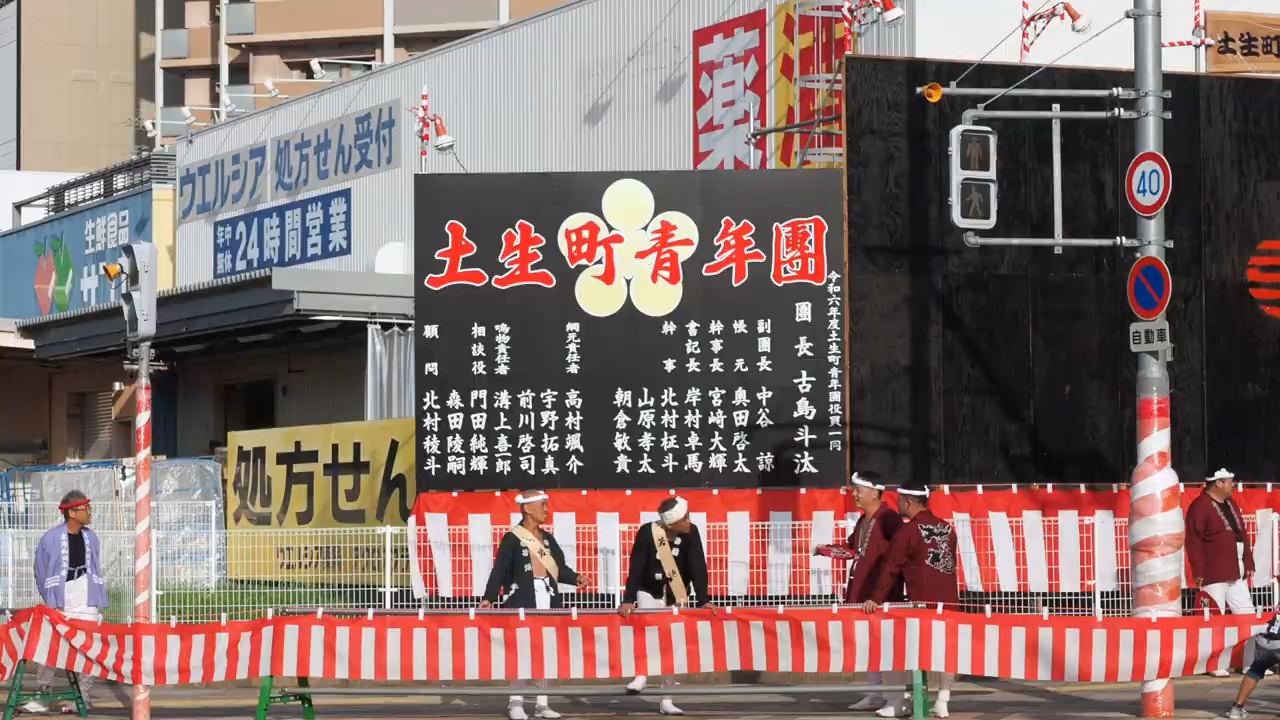 薬
土生町
ウエルシア 処方せん受付
年中無休 24時間営業
生鮮食品
40
自動車
土生町青年團
令和六年度土生町青年團役員一同
團長 古島斗汰
副團長 中谷諒
帳元 奥田啓太
幹事長 宮崎大輝
書記長 岸村卓馬
幹事 北村柾斗
山原孝太
朝倉敏貴
綱元責任者 高村颯介
宇野拓真
前川啓司
鳴物責任者 溝上喜一郎
相談役 門田純輝
森田陵嗣
顧問 北村稜斗
処方せん